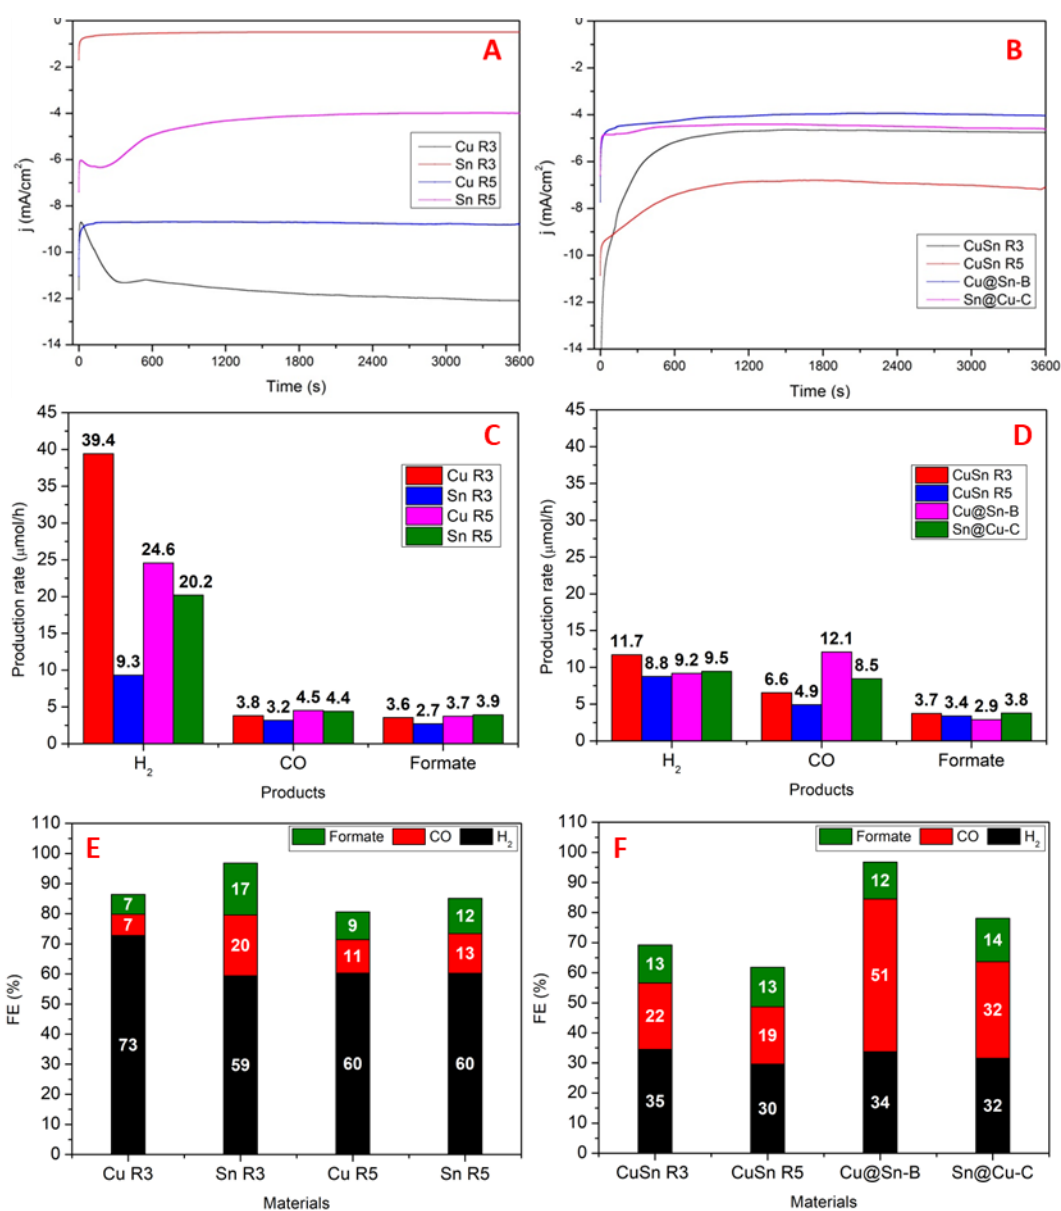 -0
-2
-4
-6
-8
-10
-12
-14
j (mA/cm²)
A
Cu R3
Sn R3
Cu R5
Sn R5
0 600 1200 1800 2400 3000 3600
Time (s)
-0
-2
-4
-6
-8
-10
-12
-14
j (mA/cm²)
B
CuSn R3
CuSn R5
Cu@Sn-B
Sn@Cu-C
0 600 1200 1800 2400 3000 3600
Time (s)
45
40
35
30
25
20
15
10
5
0
Production rate (μmol/h)
C
Cu R3
Sn R3
Cu R5
Sn R5
39.4 9.3 24.6 20.2
3.8 3.2 4.5 4.4
3.6 2.7 3.7 3.9
H₂ CO Formate
Products
45
40
35
30
25
20
15
10
5
0
Production rate (μmol/h)
D
CuSn R3
CuSn R5
Cu@Sn-B
Sn@Cu-C
11.7 8.8 9.2 9.5
6.6 4.9 12.1 8.5
3.7 3.4 2.9 3.8
H₂ CO Formate
Products
110
100
90
80
70
60
50
40
30
20
10
0
FE (%)
E
Formate CO H₂
7 17 9 12
7 20 11 13
73 59 60 60
Cu R3 Sn R3 Cu R5 Sn R5
Materials
110
100
90
80
70
60
50
40
30
20
10
0
FE (%)
F
Formate CO H₂
13 13 12 14
22 19 51 32
35 30 34 32
CuSn R3 CuSn R5 Cu@Sn-B Sn@Cu-C
Materials